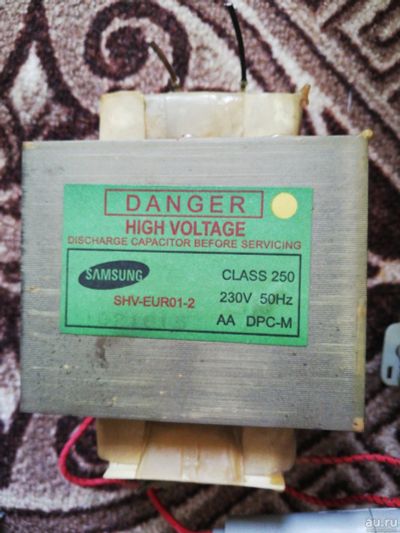 DANGER
HIGH VOLTAGE
DISCHARGE CAPACITOR BEFORE SERVICING
SAMSUNG
CLASS 250
SHV-EUR01-2
230V 50Hz
AA DPC-M
au.ru